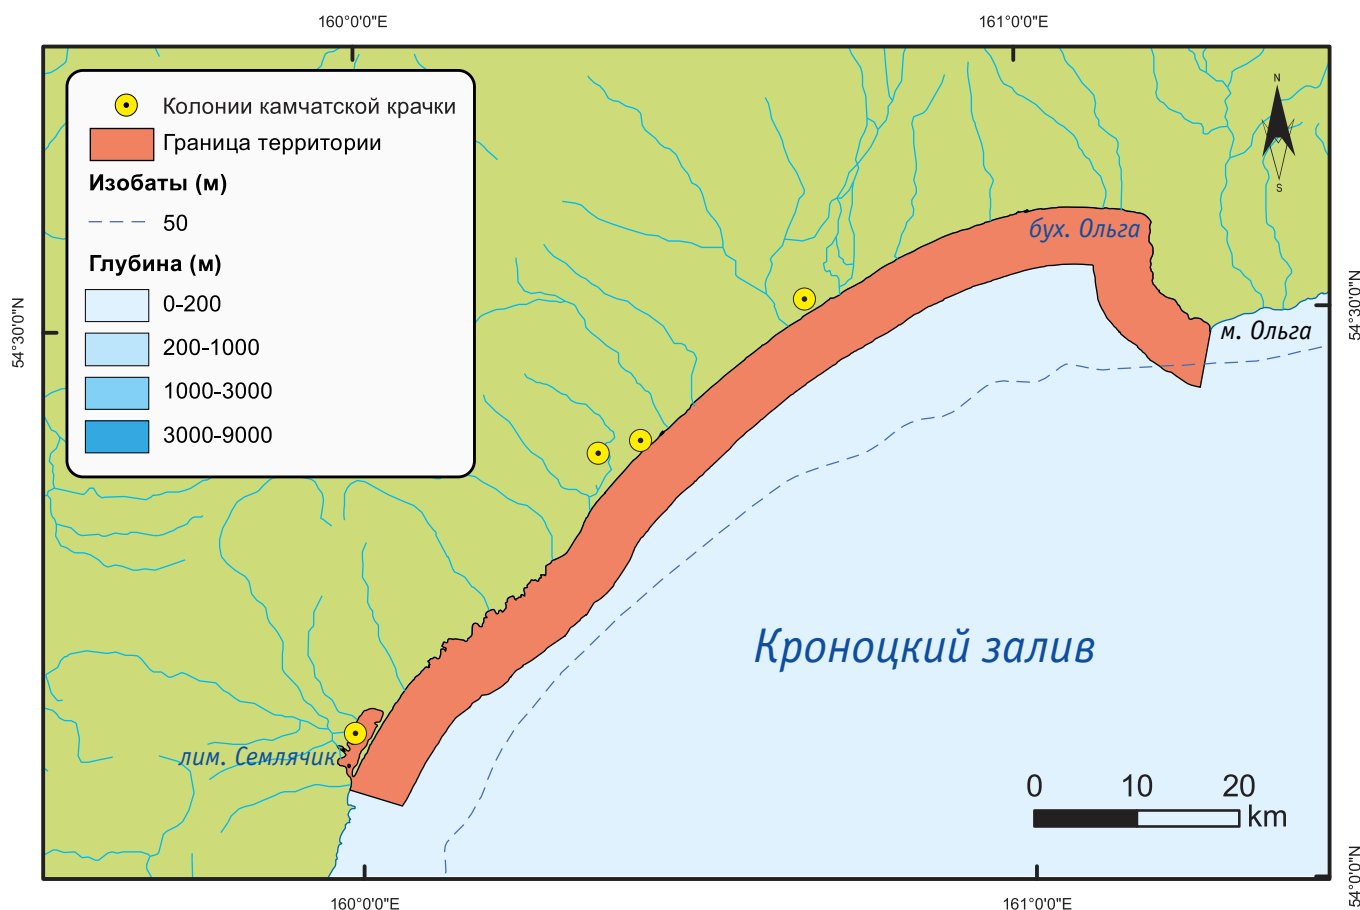 160°0'0"E
161°0'0"E
Колонии камчатской крачки
Граница территории
Изобаты (м)
50
Глубина (м)
0-200
200-1000
1000-3000
3000-9000
N
S
бух. Ольга
54°30'0"N
54°30'0"N
м. Ольга
Кроноцкий залив
лим. Семлячик
0 10 20
km
54°0'0"N
160°0'0"E
161°0'0"E